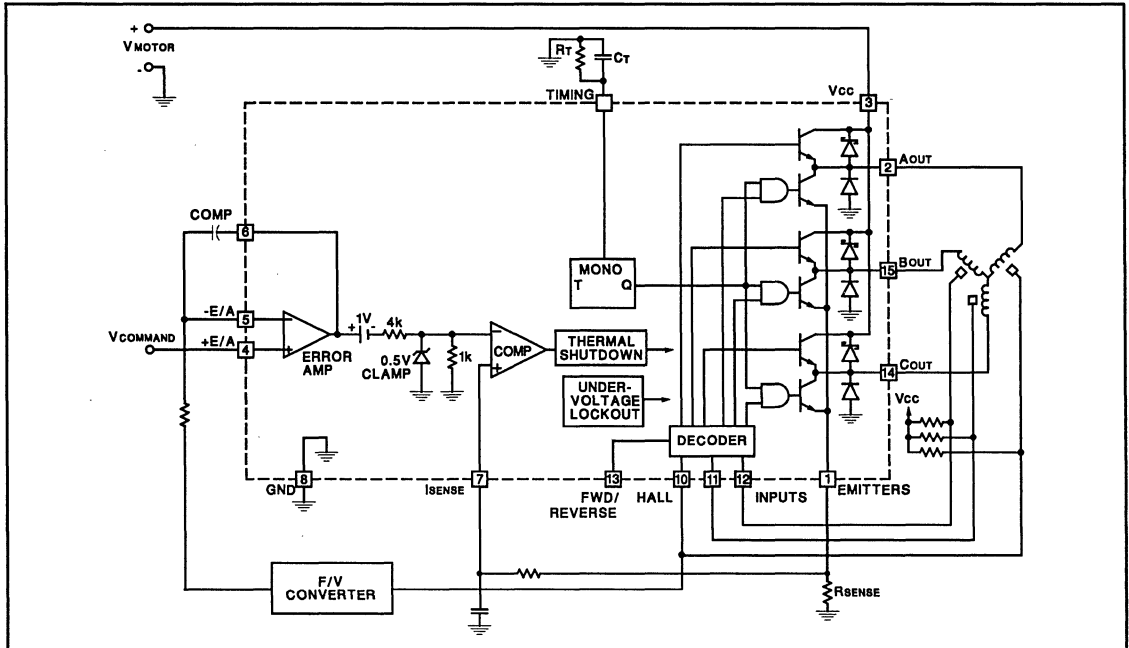 +
V MOTOR
-
RT
CT
TIMING
VCC
3
2
AOUT
COMP
6
MONO
T
Q
15
BOUT
-E/A
5
+
1V
-
4k
-
VCOMMAND
+E/A
4
-
+
ERROR
AMP
0.5V
CLAMP
1k
COMP
+
THERMAL
SHUTDOWN
UNDER-
VOLTAGE
LOCKOUT
14
COUT
VCC
DECODER
8
GND
7
ISENSE
13
FWD/
REVERSE
HALL
10
11
12
INPUTS
1
EMITTERS
F/V
CONVERTER
RSENSE